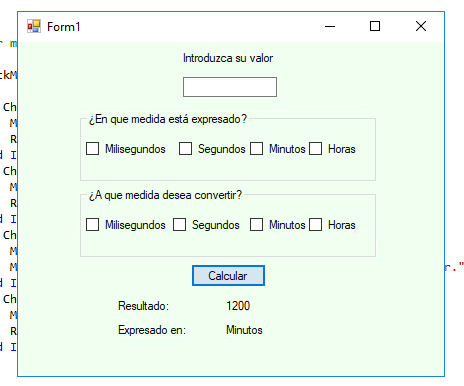 Form1
Introduzca su valor
¿En que medida está expresado?
Milisegundos Segundos Minutos Horas
¿A que medida desea convertir?
Milisegundos Segundos Minutos Horas
Calcular
Resultado: 1200
Expresado en: Minutos